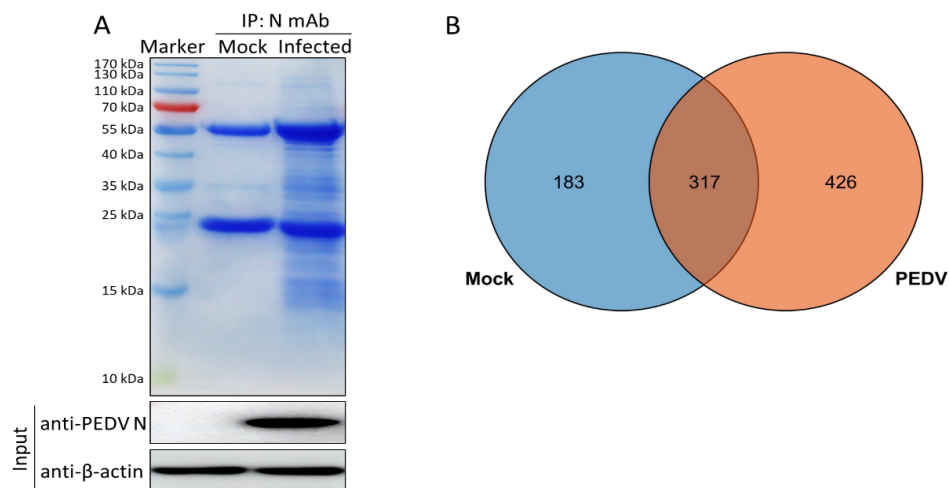 A
IP: N mAb
Marker Mock Infected
170 kDa
130 kDa
110 kDa
70 kDa
55 kDa
40 kDa
35 kDa
25 kDa
15 kDa
10 kDa
Input
anti-PEDV N
anti-β-actin
B
183 317 426
Mock PEDV